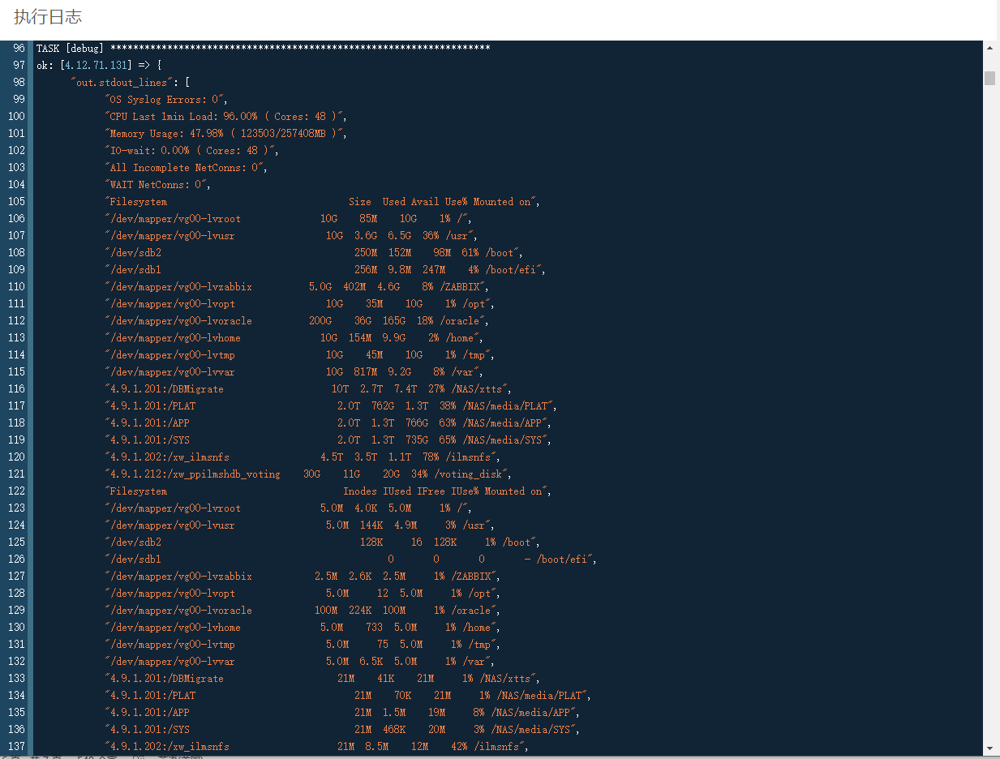 执行日志
96 TASK [debug] *******************************************************************
97 ok: [4.12.71.131] => {
98 "out.stdout_lines": [
99 "OS Syslog Errors: 0",
100 "CPU Last 1min Load: 96.00% ( Cores: 48 )",
101 "Memory Usage: 47.98% ( 123503/257408MB )",
102 "IO-wait: 0.00% ( Cores: 48 )",
103 "All Incomplete NetConns: 0",
104 "WAIT NetConns: 0",
105 "Filesystem Size Used Avail Use% Mounted on",
106 "/dev/mapper/vg00-lvroot 10G 85M 10G 1% /",
107 "/dev/mapper/vg00-lvusr 10G 3.6G 6.5G 36% /usr",
108 "/dev/sdb2 250M 152M 98M 61% /boot",
109 "/dev/sdb1 256M 9.8M 247M 4% /boot/efi",
110 "/dev/mapper/vg00-lvzabbix 5.0G 402M 4.6G 8% /ZABBIX",
111 "/dev/mapper/vg00-lvopt 10G 35M 10G 1% /opt",
112 "/dev/mapper/vg00-lvoracle 200G 36G 165G 18% /oracle",
113 "/dev/mapper/vg00-lvhome 10G 154M 9.9G 2% /home",
114 "/dev/mapper/vg00-lvtmp 10G 45M 10G 1% /tmp",
115 "/dev/mapper/vg00-lvvar 10G 817M 9.2G 8% /var",
116 "4.9.1.201:/DBMigrate 10T 2.7T 7.4T 27% /NAS/xtts",
117 "4.9.1.201:/PLAT 2.0T 762G 1.3T 38% /NAS/media/PLAT",
118 "4.9.1.201:/APP 2.0T 1.3T 766G 63% /NAS/media/APP",
119 "4.9.1.201:/SYS 2.0T 1.3T 735G 65% /NAS/media/SYS",
120 "4.9.1.202:/xw_ilmsnfs 4.5T 3.5T 1.1T 78% /ilmsnfs",
121 "4.9.1.212:/xw_ppilmshdb_voting 30G 11G 20G 34% /voting_disk",
122 "Filesystem Inodes IUsed IFree IUse% Mounted on",
123 "/dev/mapper/vg00-lvroot 5.0M 4.0K 5.0M 1% /",
124 "/dev/mapper/vg00-lvusr 5.0M 144K 4.9M 3% /usr",
125 "/dev/sdb2 128K 16 128K 1% /boot",
126 "/dev/sdb1 0 0 0 - /boot/efi",
127 "/dev/mapper/vg00-lvzabbix 2.5M 2.6K 2.5M 1% /ZABBIX",
128 "/dev/mapper/vg00-lvopt 5.0M 12 5.0M 1% /opt",
129 "/dev/mapper/vg00-lvoracle 100M 224K 100M 1% /oracle",
130 "/dev/mapper/vg00-lvhome 5.0M 733 5.0M 1% /home",
131 "/dev/mapper/vg00-lvtmp 5.0M 75 5.0M 1% /tmp",
132 "/dev/mapper/vg00-lvvar 5.0M 6.5K 5.0M 1% /var",
133 "4.9.1.201:/DBMigrate 21M 41K 21M 1% /NAS/xtts",
134 "4.9.1.201:/PLAT 21M 70K 21M 1% /NAS/media/PLAT",
135 "4.9.1.201:/APP 21M 1.5M 19M 8% /NAS/media/APP",
136 "4.9.1.201:/SYS 21M 468K 20M 3% /NAS/media/SYS",
137 "4.9.1.202:/xw_ilmsnfs 21M 8.5M 12M 42% /ilmsnfs",